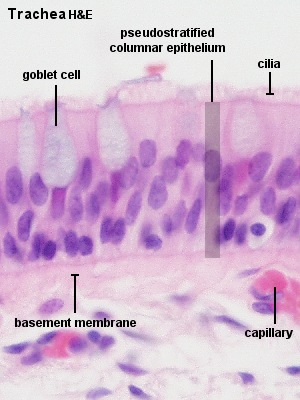 Trachea H&E
pseudostratified
columnar epithelium
goblet cell
cilia
basement membrane
capillary